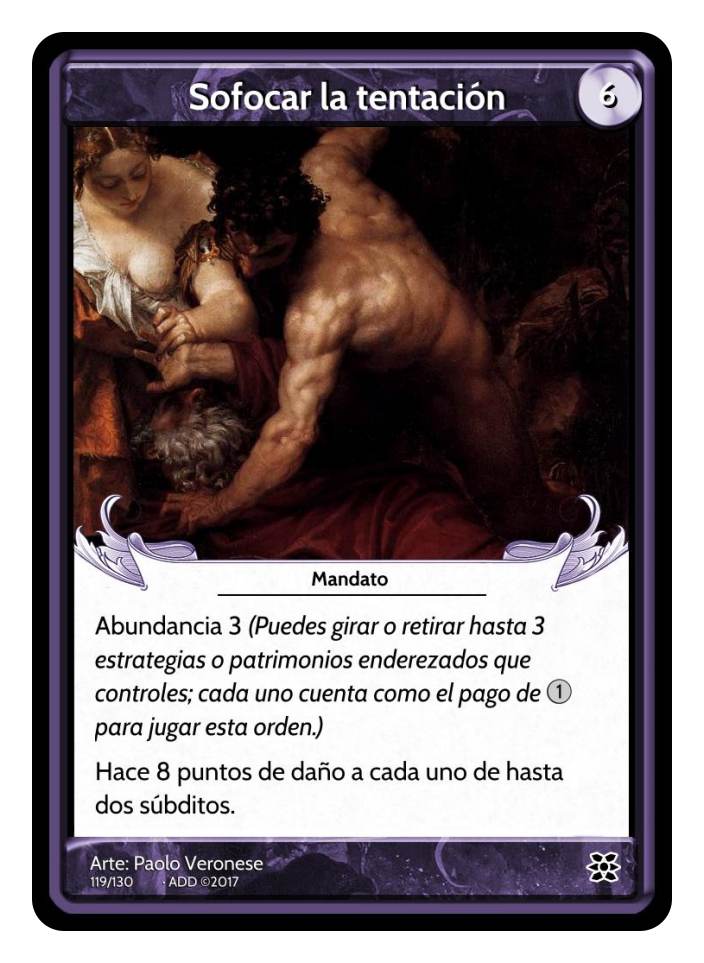 Sofocar la tentación
6
Mandato
Abundancia 3 (Puedes girar o retirar hasta 3
estrategias o patrimonios enderezados que
controles; cada uno cuenta como el pago de 1
para jugar esta orden.)
Hace 8 puntos de daño a cada uno de hasta
dos súbditos.
Arte: Paolo Veronese
119/130 · ADD ©2017